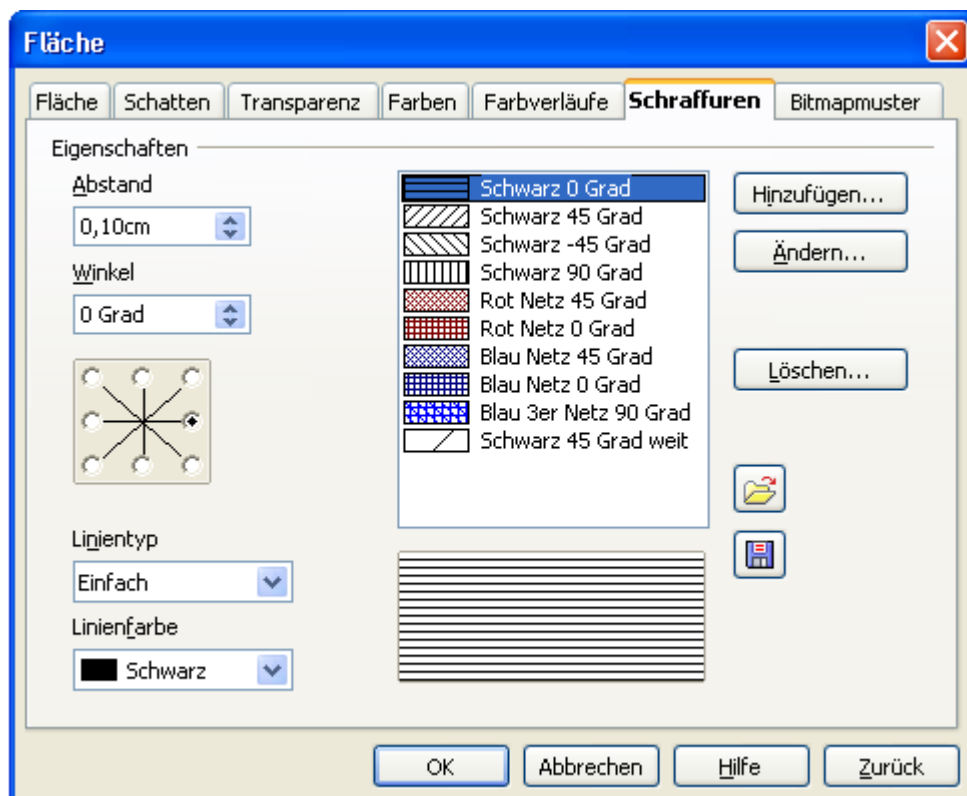 Fläche
Fläche Schatten Transparenz Farben Farbverläufe Schraffuren Bitmapmuster
Eigenschaften
Abstand
0,10cm
Winkel
0 Grad
Linientyp
Einfach
Linienfarbe
Schwarz
Schwarz 0 Grad
Schwarz 45 Grad
Schwarz -45 Grad
Schwarz 90 Grad
Rot Netz 45 Grad
Rot Netz 0 Grad
Blau Netz 45 Grad
Blau Netz 0 Grad
Blau 3er Netz 90 Grad
Schwarz 45 Grad weit
Hinzufügen...
Ändern...
Löschen...
OK Abbrechen Hilfe Zurück